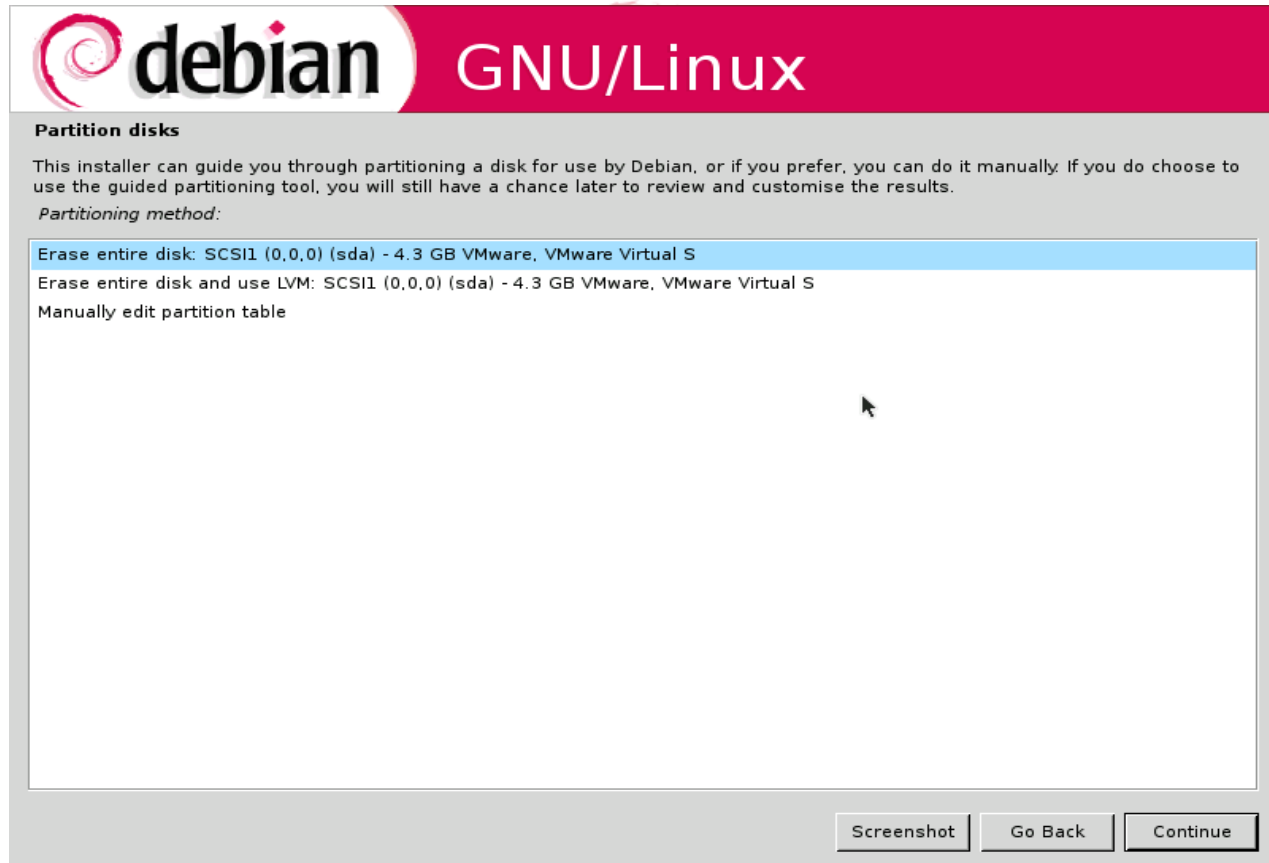 debian GNU/Linux
Partition disks
This installer can guide you through partitioning a disk for use by Debian, or if you prefer, you can do it manually. If you do choose to
use the guided partitioning tool, you will still have a chance later to review and customise the results.
Partitioning method:
Erase entire disk: SCSI1 (0,0,0) (sda) - 4.3 GB VMware, VMware Virtual S
Erase entire disk and use LVM: SCSI1 (0,0,0) (sda) - 4.3 GB VMware, VMware Virtual S
Manually edit partition table
Screenshot Go Back Continue